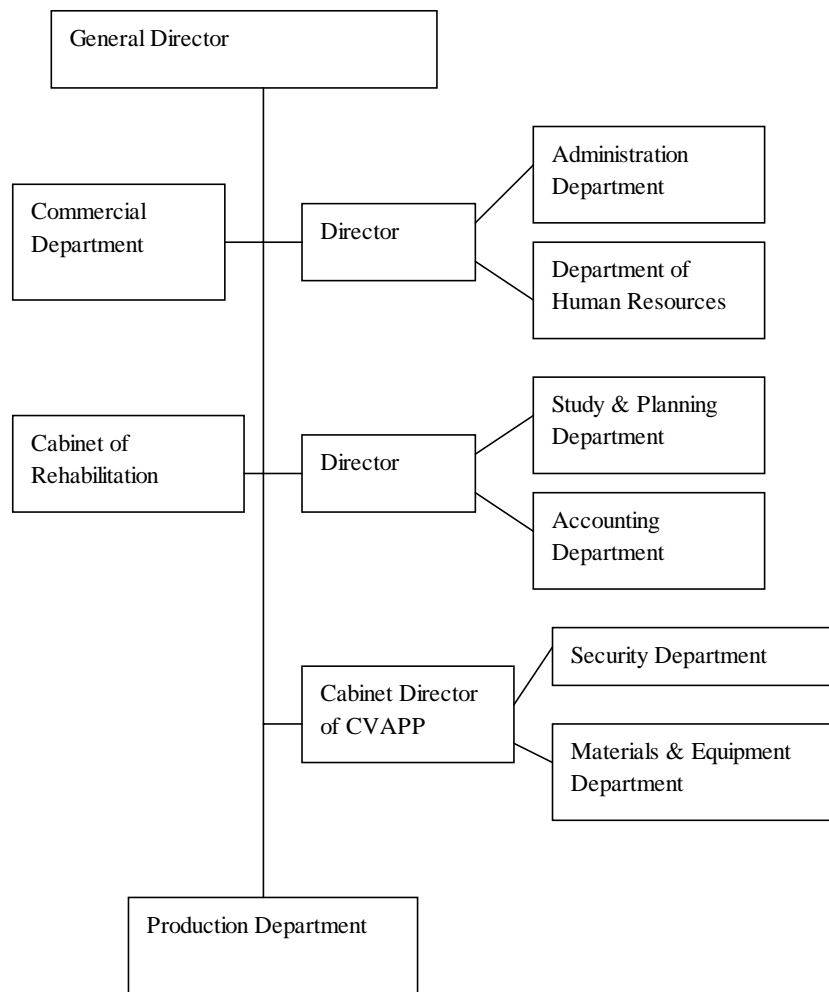 General Director
Administration
Department
Commercial
Department
Director
Department of
Human Resources
Study & Planning
Department
Cabinet of
Rehabilitation
Director
Accounting
Department
Security Department
Cabinet Director
of CVAPP
Materials & Equipment
Department
Production Department